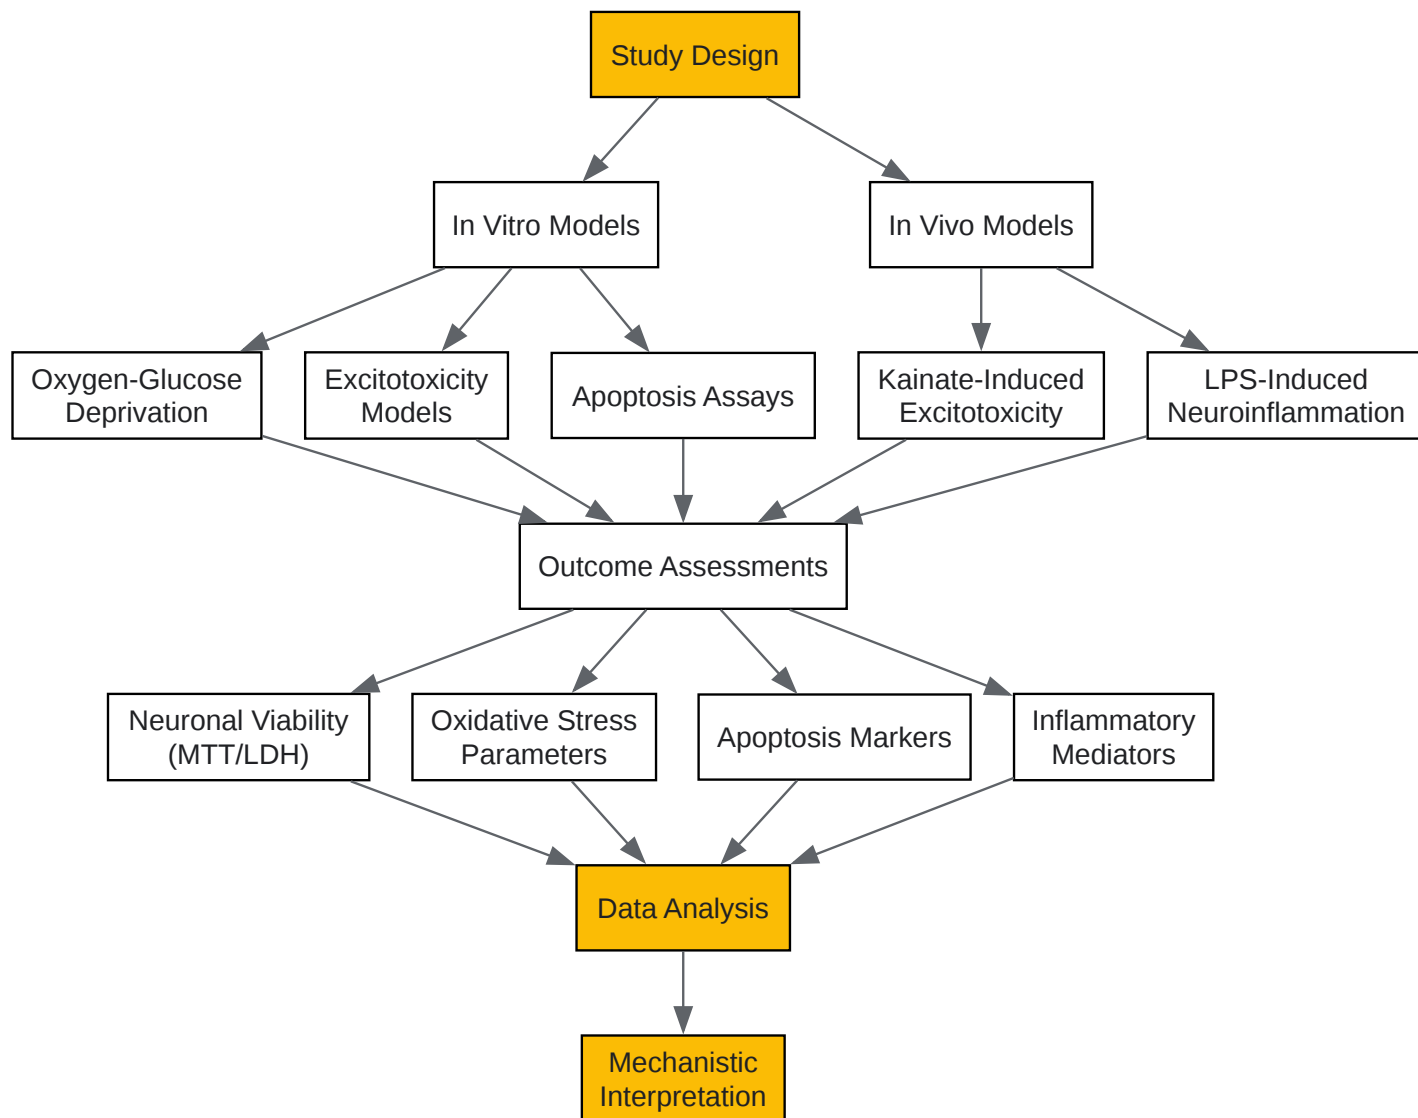 Study Design
In Vitro Models
In Vivo Models
Oxygen-Glucose
Deprivation
Excitotoxicity
Models
Apoptosis Assays
Kainate-Induced
Excitotoxicity
LPS-Induced
Neuroinflammation
Outcome Assessments
Neuronal Viability
(MTT/LDH)
Oxidative Stress
Parameters
Apoptosis Markers
Inflammatory
Mediators
Data Analysis
Mechanistic
Interpretation